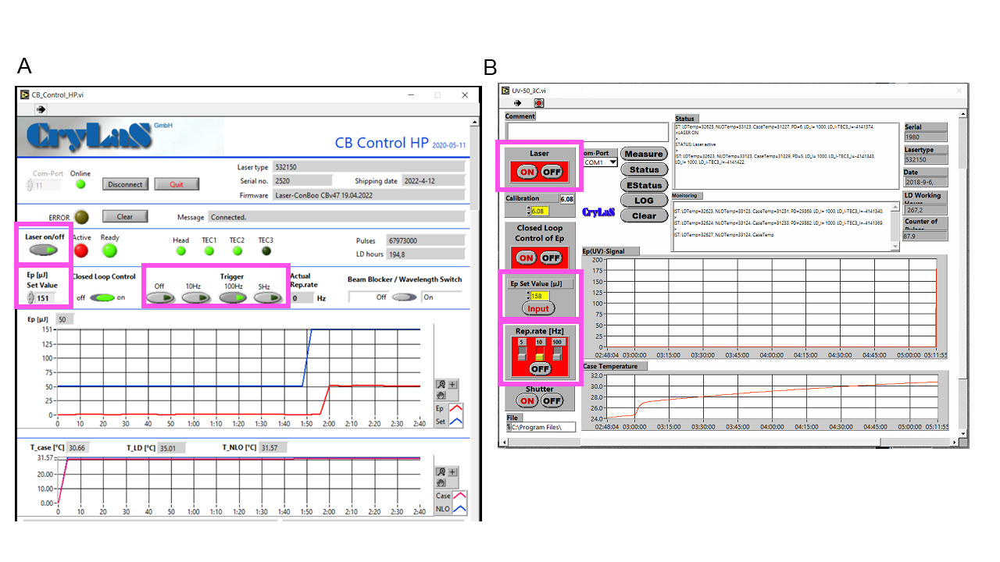 A
CB_Control_HP.vi
CryLaS GmbH
CB Control HP 2020-05-11
Com-Port Online
11
Disconnect Quit
Laser type 532150
Serial no. 2520 Shipping date 2022-4-12
Firmware Laser-ConBoo CBv47 19.04.2022
ERROR Clear Message Connected.
Laser on/off Active Ready
Head TEC1 TEC2 TEC3
Pulses 67973000
LD hours 194,8
Ep [µJ]
Set Value
151
Closed Loop Control
off on
Trigger
Off 10Hz 100Hz 5Hz
Actual
Rep.rate
0 Hz
Beam Blocker / Wavelength Switch
Off On
Ep [µJ] 50
151
125
100
75
50
25
0
0 10 20 30 40 50 1:00 1:10 1:20 1:30 1:40 1:50 2:00 2:10 2:20 2:30 2:40
Ep
Set
T_case [°C] 30.66 T_LD [°C] 35.01 T_NLO [°C] 31.57
31.57
20.00
10.00
0.00
0 10 20 30 40 50 1:00 1:10 1:20 1:30 1:40 1:50 2:00 2:10 2:20 2:30 2:40
Case
NLO
B
UV-50_3C.vi
Comment
Laser
ON OFF
om-Port
COM1
Measure
Status
EStatus
LOG
Clear
Calibration 6.08
6.08
CryLaS
Closed Loop
Control of Ep
ON OFF
Ep Set Value [µJ]
158
Input
Rep.rate [Hz]
5 10 100
OFF
Shutter
ON OFF
File
C:\Program Files\
Status
IST: LDTemp=32623, NLOTemp=33123, CaseTemp=31227, PD=6, LD_I= 1000, LD_I-TEC3_I=-4141374,
>LASER ON
>
STATUS: Laser active
>
IST: LDTemp=32623, NLOTemp=33123, CaseTemp=31229, PD=5, LD_I= 1000, LD_I-TEC3_I=-4141343,
LD_I= 1000, LD_I-TEC3_I=-4141422,
Monitoring
IST: LDTemp=32623, NLOTemp=33123, CaseTemp=31231, PD=29369, LD_I= 1000, LD_I-TEC3_I=-4141340,
>
IST: LDTemp=32623, NLOTemp=33124, CaseTemp=31233, PD=29382, LD_I= 1000, LD_I-TEC3_I=-4141369,
>
IST: LDTemp=32627, NLOTemp=33124, CaseTemp
Serial
1980
Lasertype
532150
Date
2018-9-6,
LD Working
Hours
267,2
Counter of
87.9
Ep(UV)-Signal
200
175
150
125
100
75
50
25
0
02:48:04 03:00:00 03:15:00 03:30:00 03:45:00 04:00:00 04:15:00 04:30:00 04:45:00 05:00:00 05:11:55
Case Temperature
32.0
30.0
28.0
26.0
24.0
02:48:04 03:00:00 03:15:00 03:30:00 03:45:00 04:00:00 04:15:00 04:30:00 04:45:00 05:00:00 05:11:55